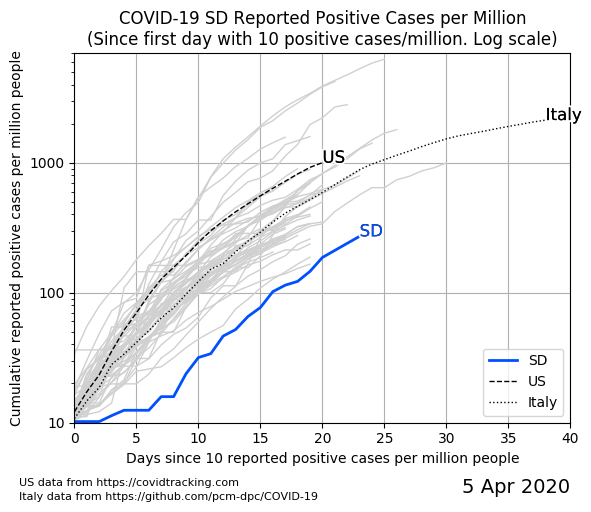 COVID-19 SD Reported Positive Cases per Million
(Since first day with 10 positive cases/million. Log scale)
Cumulative reported positive cases per million people
1000
100
10
Italy
US
SD
SD
US
Italy
0 5 10 15 20 25 30 35 40
Days since 10 reported positive cases per million people
US data from https://covidtracking.com
Italy data from https://github.com/pcm-dpc/COVID-19
5 Apr 2020